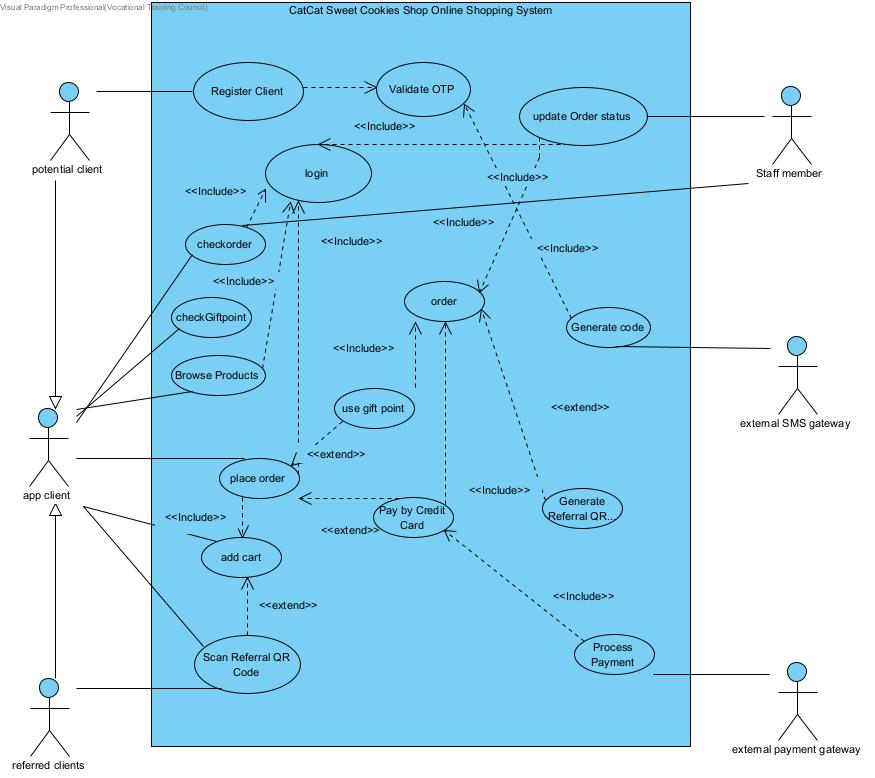 Visual Paradigm Professional(Vocational Training Council)
CatCat Sweet Cookies Shop Online Shopping System
Register Client
Validate OTP
update Order status
<<Include>>
potential client
login
<<Include>>
Staff member
<<Include>>
<<Include>>
checkorder
<<Include>>
<<Include>>
<<Include>>
order
checkGiftpoint
Generate code
<<Include>>
Browse Products
use gift point
<<extend>>
external SMS gateway
<<extend>>
place order
app client
<<Include>>
<<Include>>
Pay by Credit
Card
<<extend>>
Generate
Referral QR...
add cart
<<extend>>
<<Include>>
Scan Referral QR
Code
Process
Payment
referred clients
external payment gateway